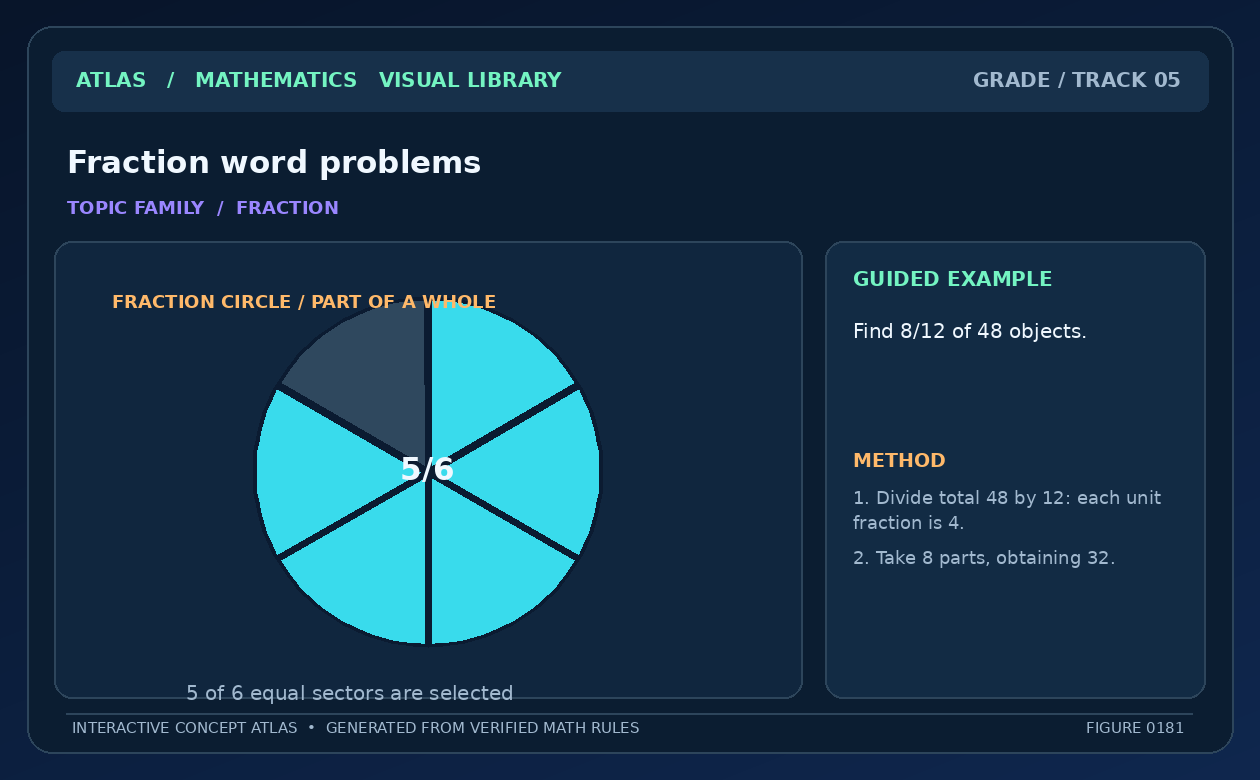 ATLAS / MATHEMATICS VISUAL LIBRARY
GRADE / TRACK 05
Fraction word problems
TOPIC FAMILY / FRACTION
FRACTION CIRCLE / PART OF A WHOLE
5/6
5 of 6 equal sectors are selected
GUIDED EXAMPLE
Find 8/12 of 48 objects.
METHOD
1. Divide total 48 by 12: each unit
fraction is 4.
2. Take 8 parts, obtaining 32.
INTERACTIVE CONCEPT ATLAS • GENERATED FROM VERIFIED MATH RULES
FIGURE 0181